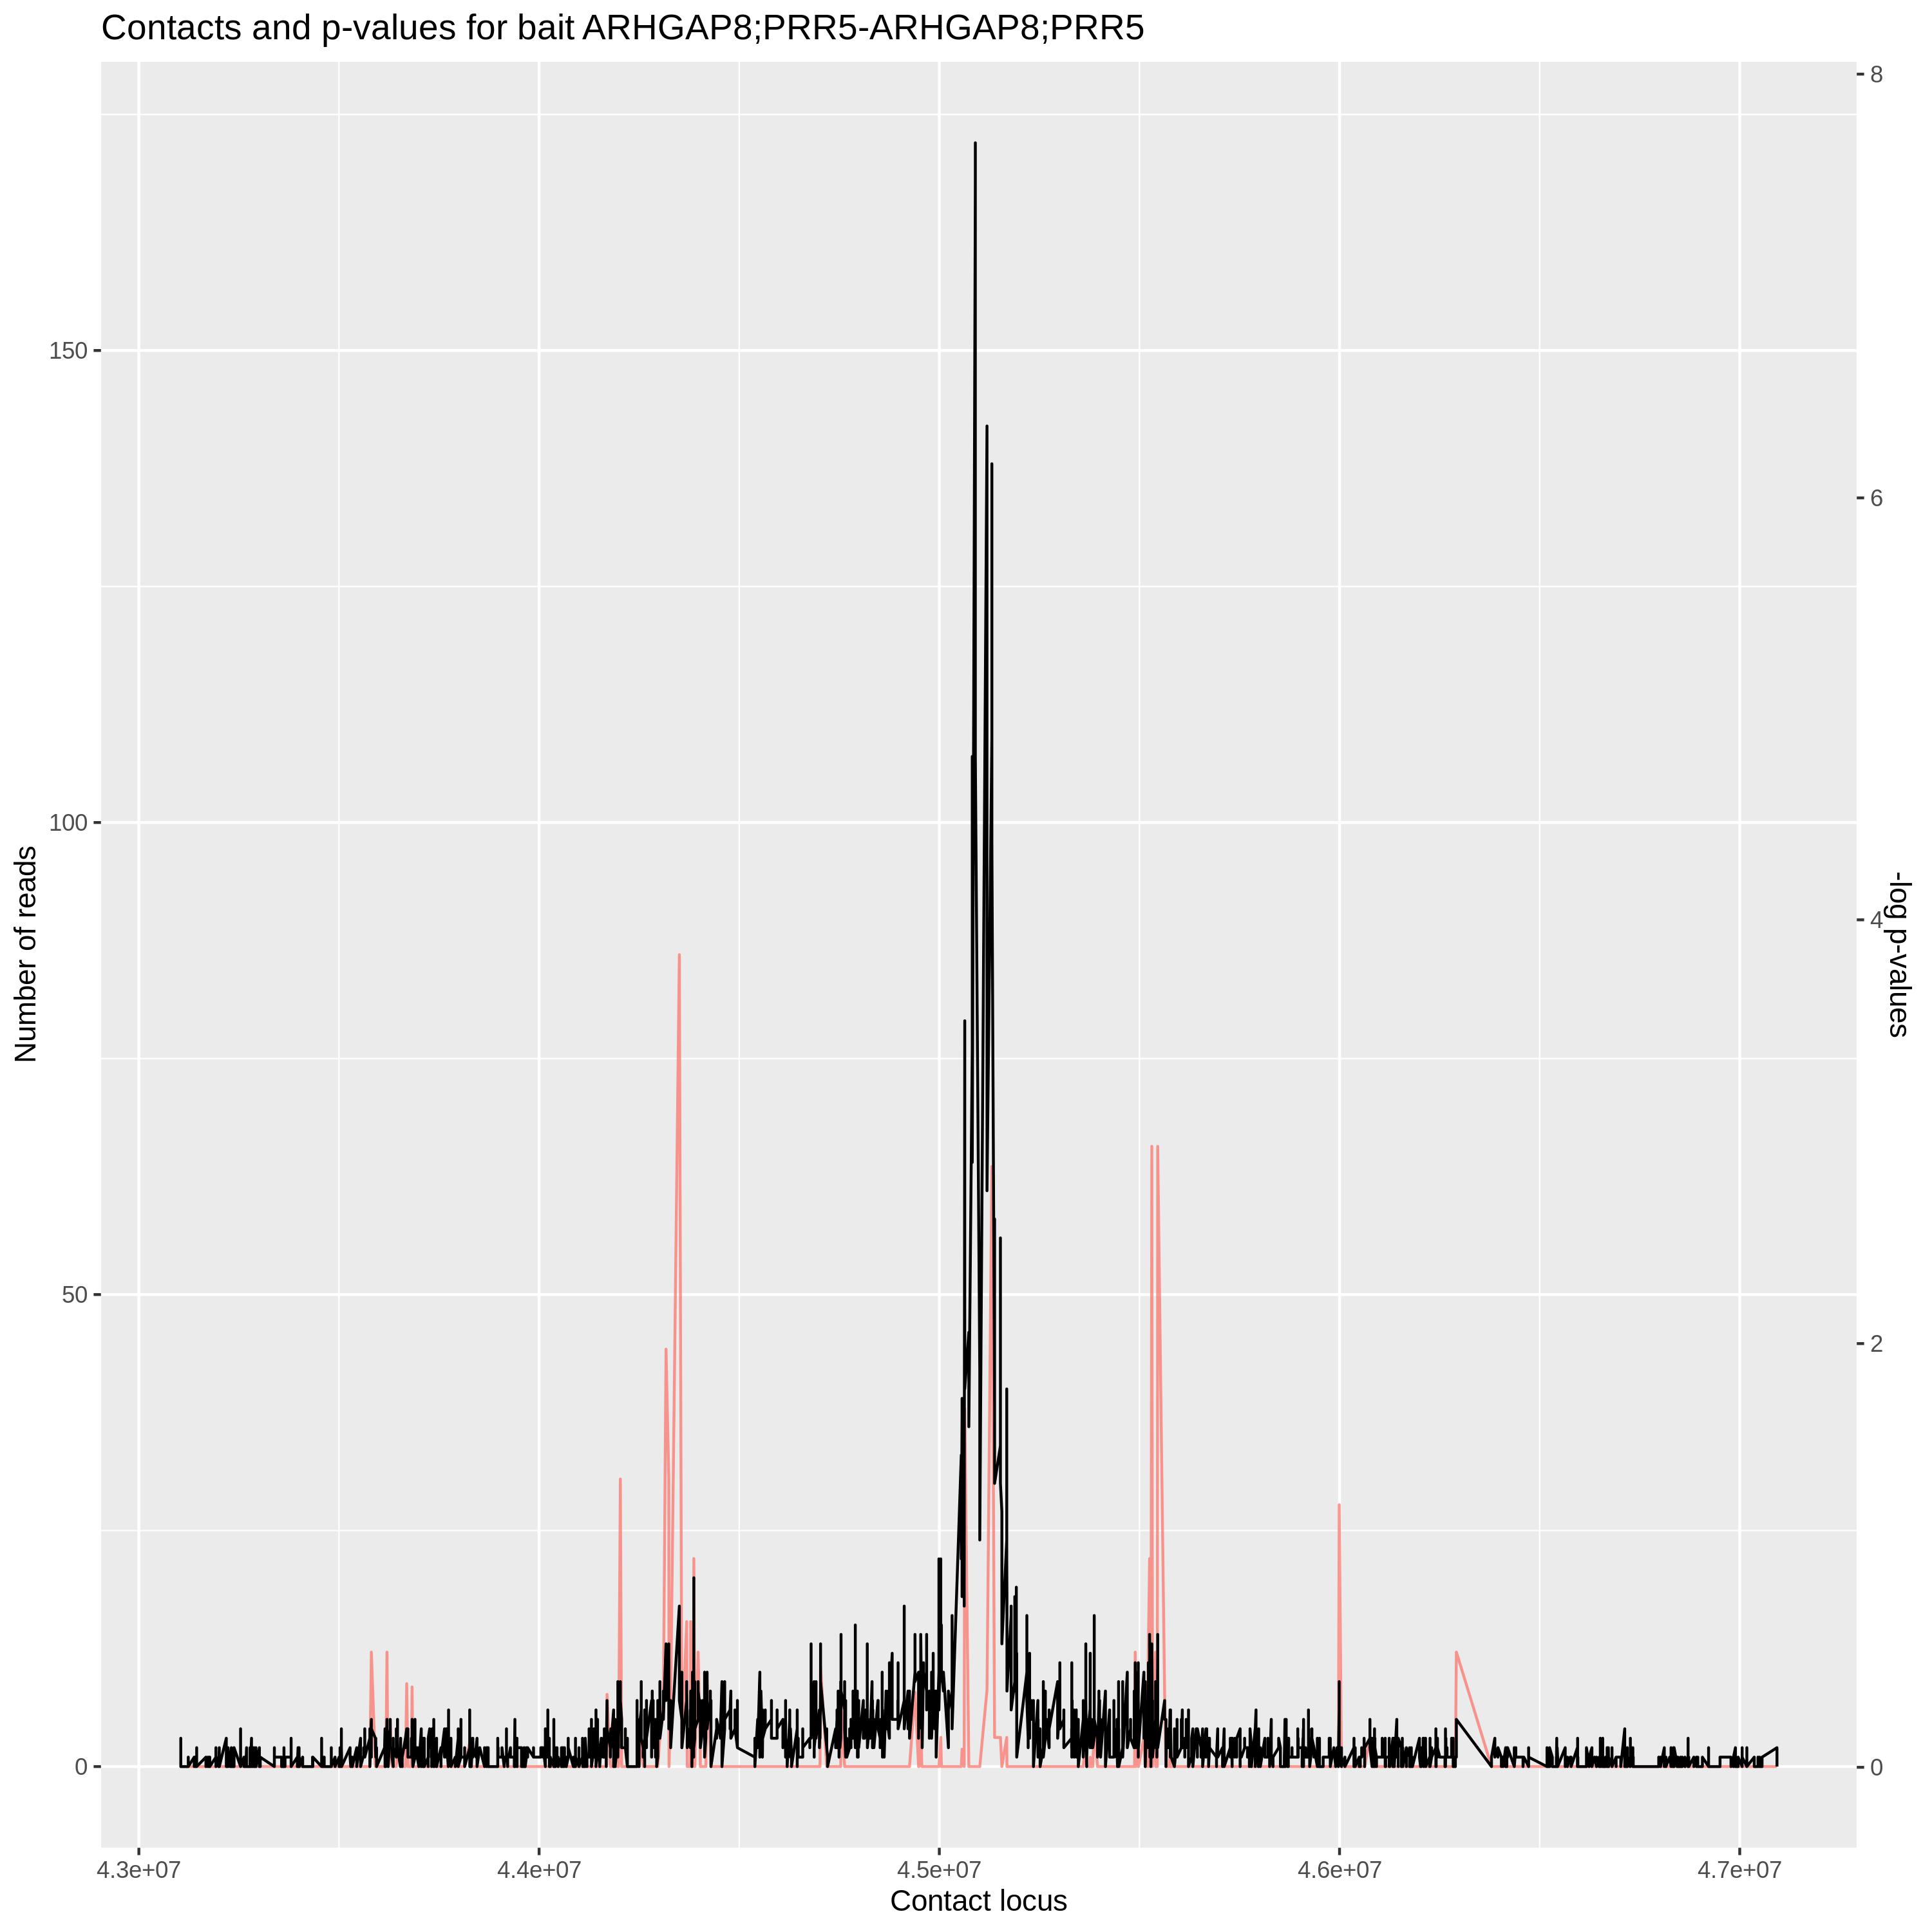 Contacts and p-values for bait ARHGAP8;PRR5-ARHGAP8;PRR5
8
150
6
100
Number of reads
4
-log p-values
50
2
0
0
4.3e+07
4.4e+07
4.5e+07
4.6e+07
4.7e+07
Contact locus